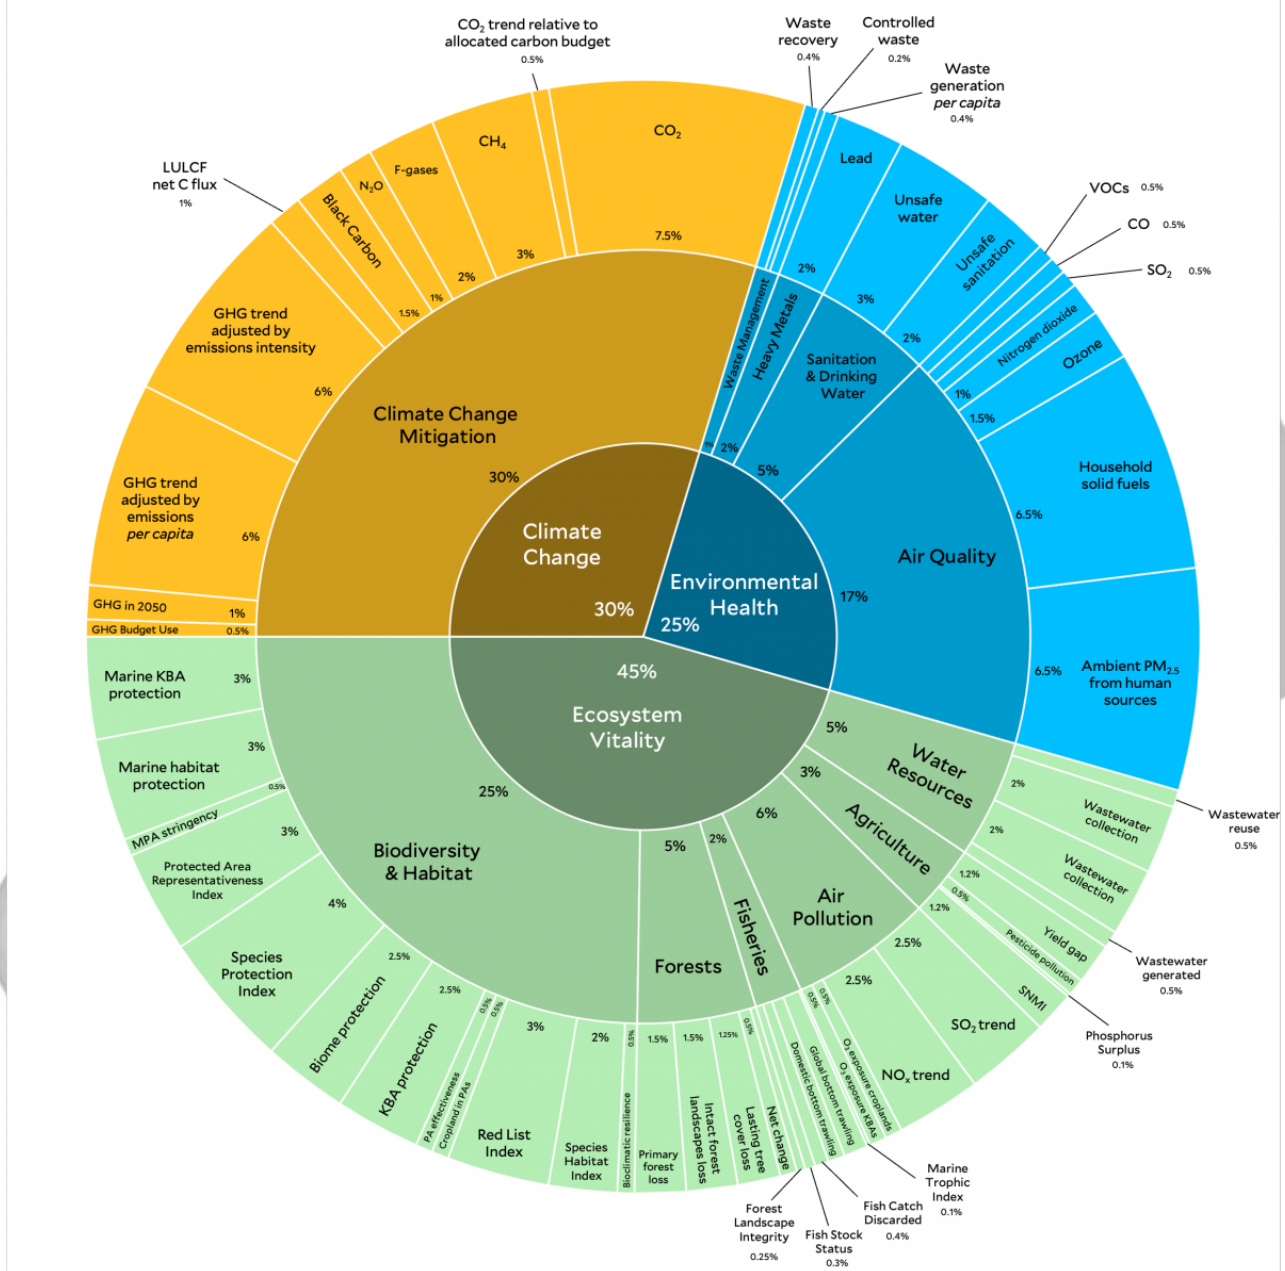 CO₂ trend relative to
allocated carbon budget
0.5%
Waste
recovery
0.4%
Controlled
waste
0.2%
Waste
generation
per capita
0.4%
LULCF
net C flux
1%
Black Carbon
1.5%
N₂O
1%
F-gases
2%
CH₄
3%
CO₂
7.5%
Lead
2%
Unsafe
water
3%
Unsafe
sanitation
2%
VOCs 0.5%
CO 0.5%
SO₂ 0.5%
Nitrogen dioxide
1%
Ozone
1.5%
Household
solid fuels
6.5%
Ambient PM₂.₅
from human
sources
6.5%
GHG trend
adjusted by
emissions intensity
6%
GHG trend
adjusted by
emissions
per capita
6%
GHG in 2050
1%
GHG Budget Use
0.5%
Climate Change
Mitigation
30%
Waste Management
1%
Heavy Metals
2%
Sanitation
& Drinking
Water
5%
Air Quality
17%
Climate
Change
30%
Environmental
Health
25%
45%
Ecosystem
Vitality
5%
Water
Resources
3%
Agriculture
6%
Air
Pollution
2%
Fisheries
5%
Forests
25%
Biodiversity
& Habitat
Marine KBA
protection
3%
Marine habitat
protection
3%
MPA stringency
0.5%
Protected Area
Representativeness
Index
3%
Species
Protection
Index
4%
Biome protection
2.5%
KBA protection
2.5%
PA effectiveness
0.5%
Cropland in PAs
0.5%
Red List
Index
3%
Species
Habitat
Index
2%
Bioclimatic resilience
0.5%
Primary
forest
loss
1.5%
Intact forest
landscapes loss
1.5%
Lasting tree
cover loss
1.25%
Net change
0.5%
Forest
Landscape
Integrity
0.25%
Fish Stock
Status
0.3%
Fish Catch
Discarded
0.4%
Marine
Trophic
Index
0.1%
Domestic bottom trawling
Global bottom trawling
O₃ exposure KBAs
0.5%
O₃ exposure croplands
0.5%
NOₓ trend
2.5%
SO₂ trend
2.5%
SNMI
1.2%
Phosphorus
Surplus
0.1%
Pesticide pollution
0.5%
Yield gap
1.2%
Wastewater
generated
0.5%
Wastewater
collection
2%
Wastewater
collection
2%
Wastewater
reuse
0.5%